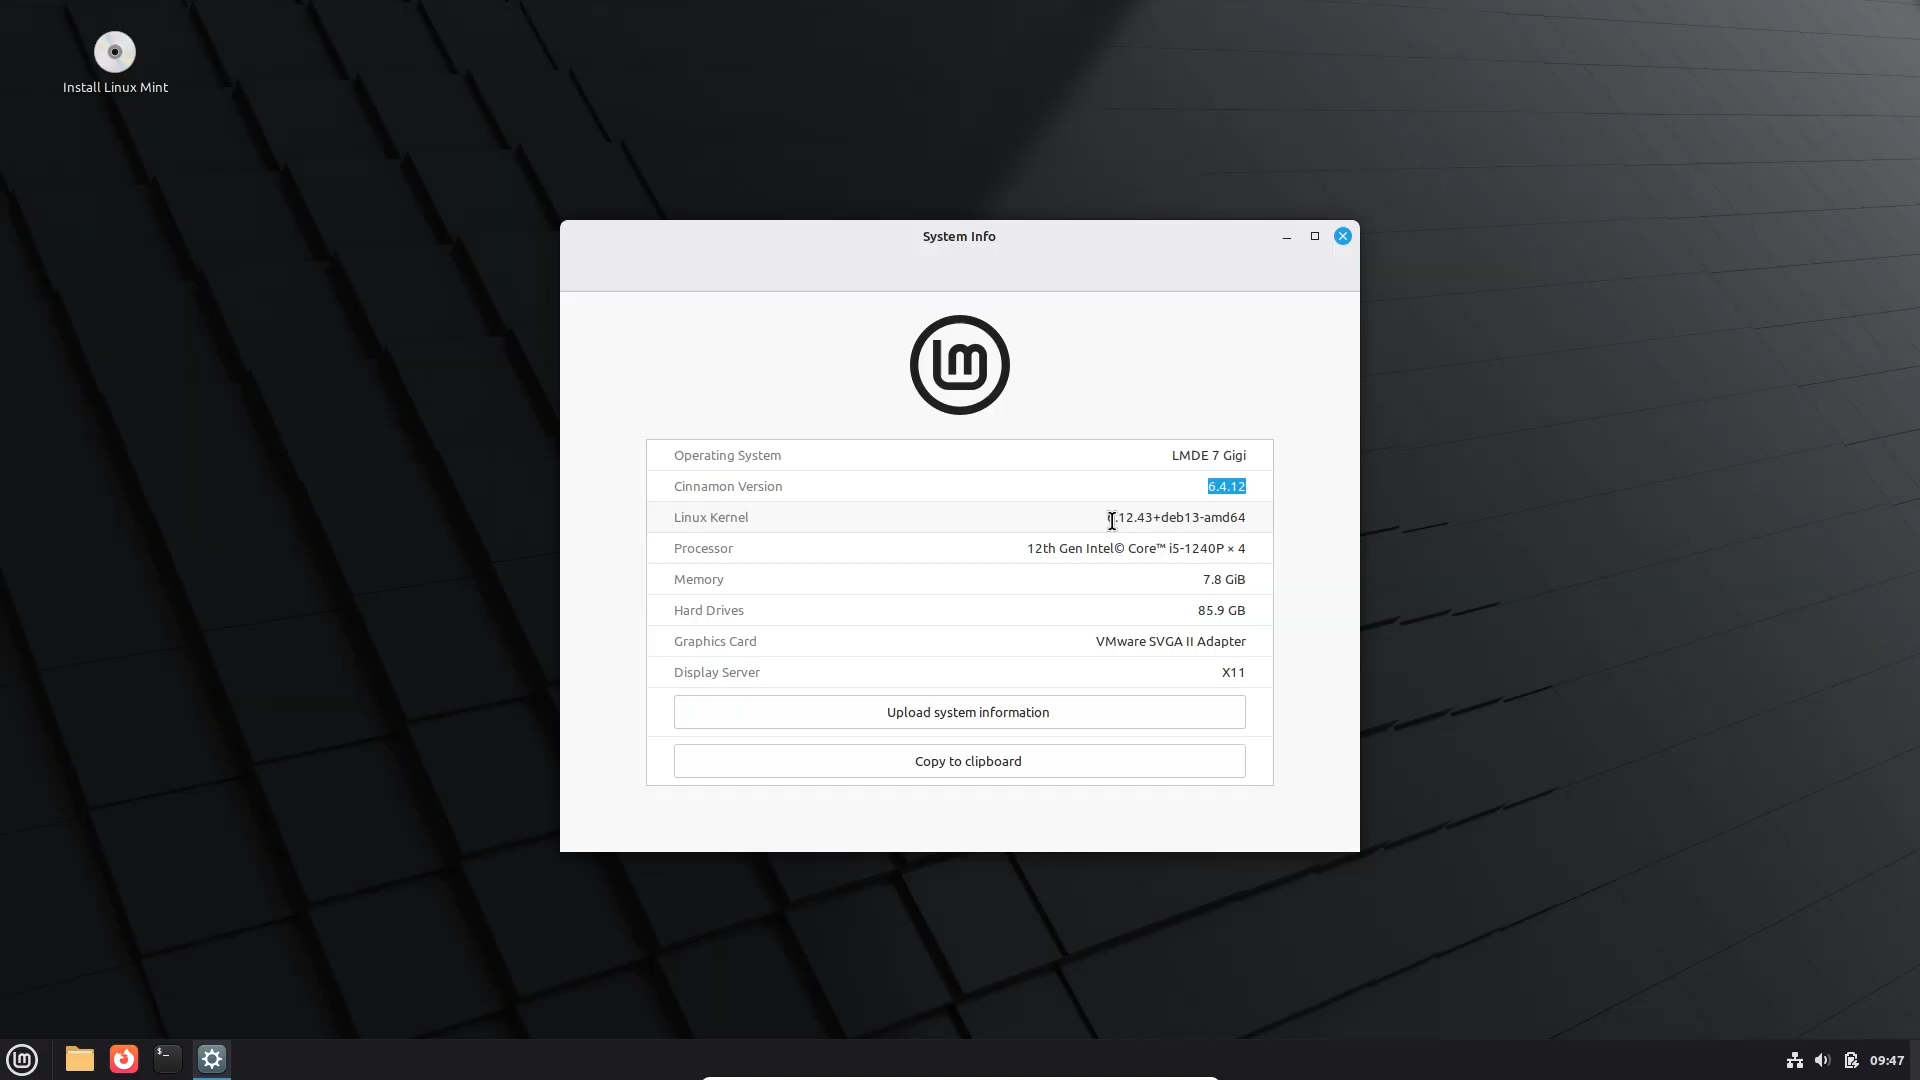 Install Linux Mint
System Info
Operating System LMDE 7 Gigi
Cinnamon Version 6.4.12
Linux Kernel .12.43+deb13-amd64
Processor 12th Gen Intel© Core™ i5-1240P × 4
Memory 7.8 GiB
Hard Drives 85.9 GB
Graphics Card VMware SVGA II Adapter
Display Server X11
Upload system information
Copy to clipboard
09:47